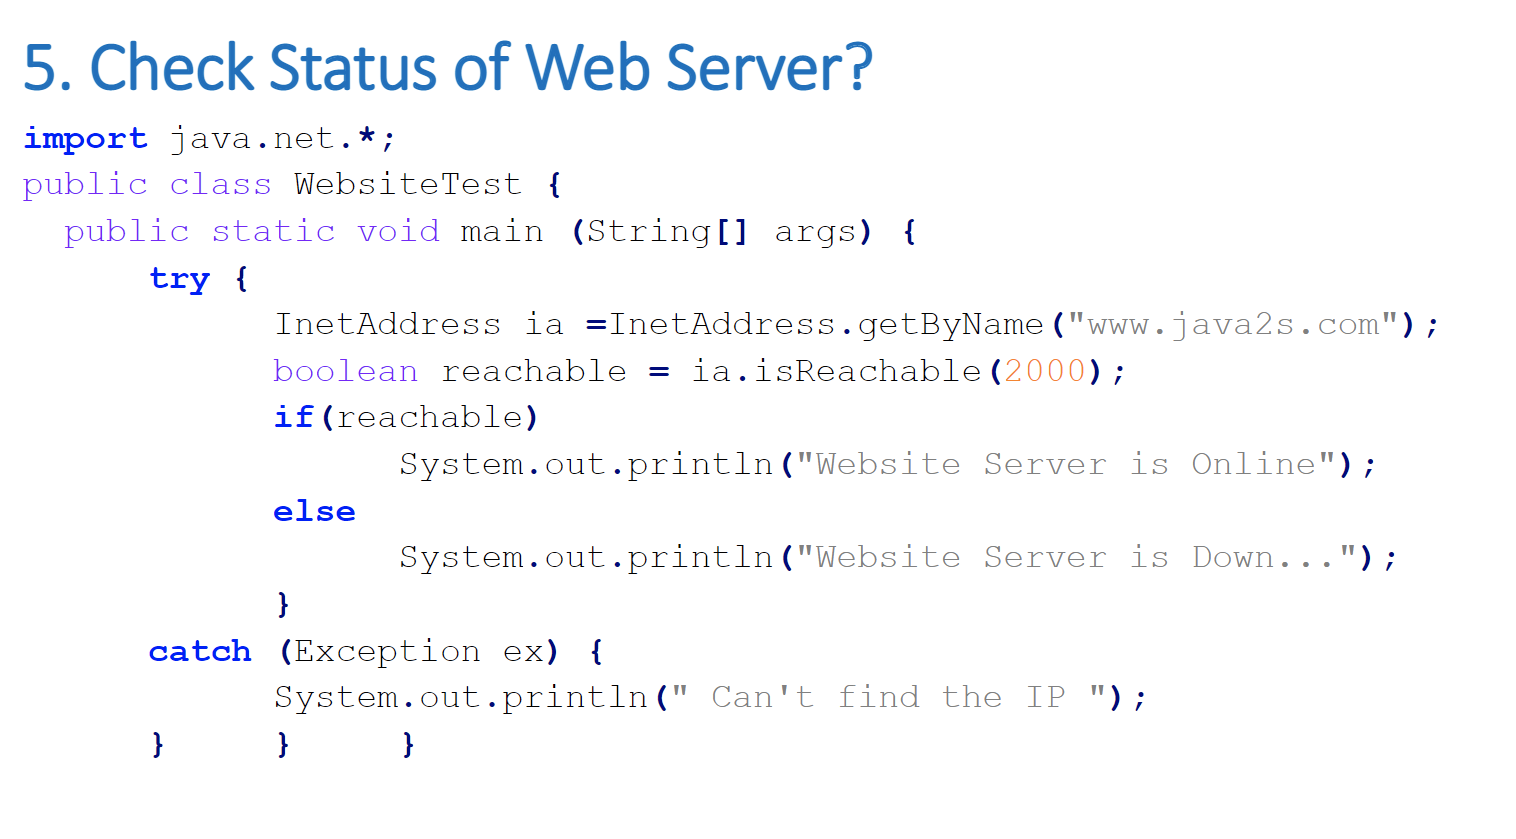 5. Check Status of Web Server?
import java.net.*;
public class WebsiteTest {
public static void main (String[] args) {
try {
InetAddress ia =InetAddress.getByName("www.java2s.com");
boolean reachable = ia.isReachable(2000);
if(reachable)
System.out.println("Website Server is Online");
else
System.out.println("Website Server is Down...");
}
catch (Exception ex) {
System.out.println(" Can't find the IP ");
} } }